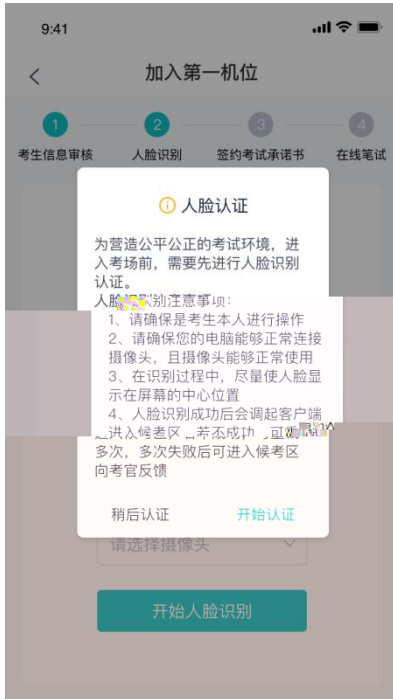 9:41
加入第一机位
1
2
3
4
考生信息审核
人脸识别
签约考试承诺书
在线笔试
人脸认证
为营造公平公正的考试环境，进
入考场前，需要先进行人脸识别
认证。
人脸识别注意事项：
1、请确保是考生本人进行操作
2、请确保您的电脑能够正常连接
摄像头，且摄像头能够正常使用
3、在识别过程中，尽量使人脸显
示在屏幕的中心位置
4、人脸识别成功后会调起客户端
进入候考区 若不成功 可
多次，多次失败后可进入候考区
向考官反馈
稍后认证
开始认证
请选择摄像头
开始人脸识别